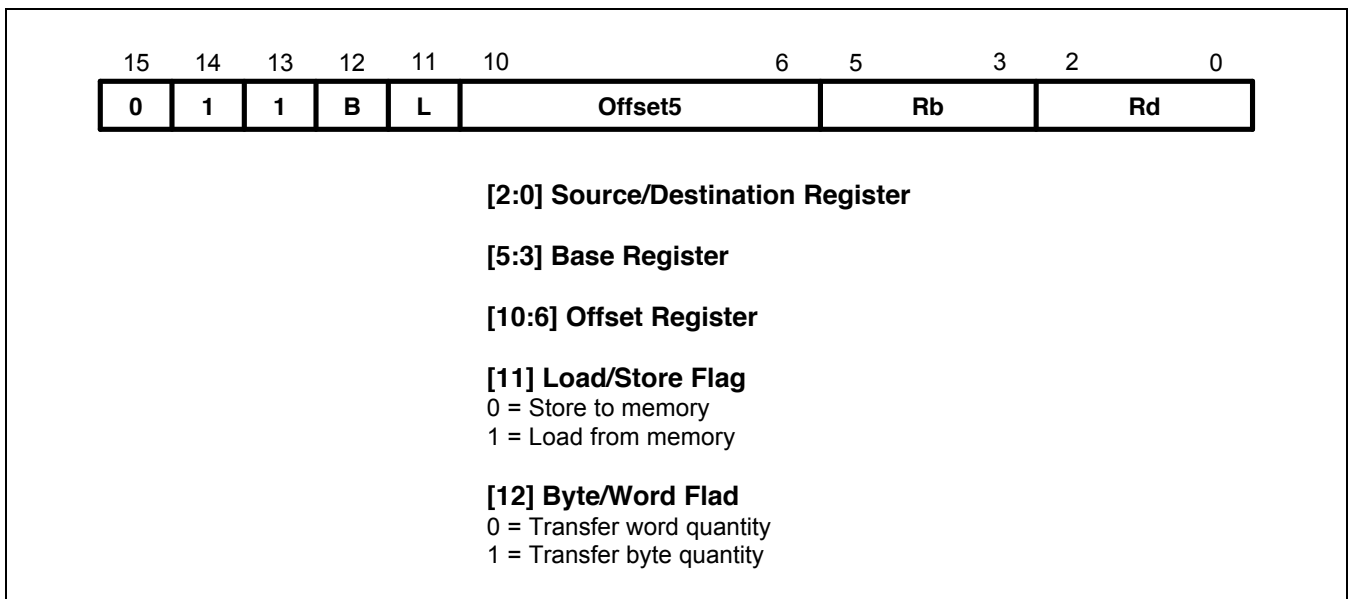 15 14 13 12 11 10 6 5 3 2 0
0 1 1 B L Offset5 Rb Rd
[2:0] Source/Destination Register
[5:3] Base Register
[10:6] Offset Register
[11] Load/Store Flag
0 = Store to memory
1 = Load from memory
[12] Byte/Word Flad
0 = Transfer word quantity
1 = Transfer byte quantity